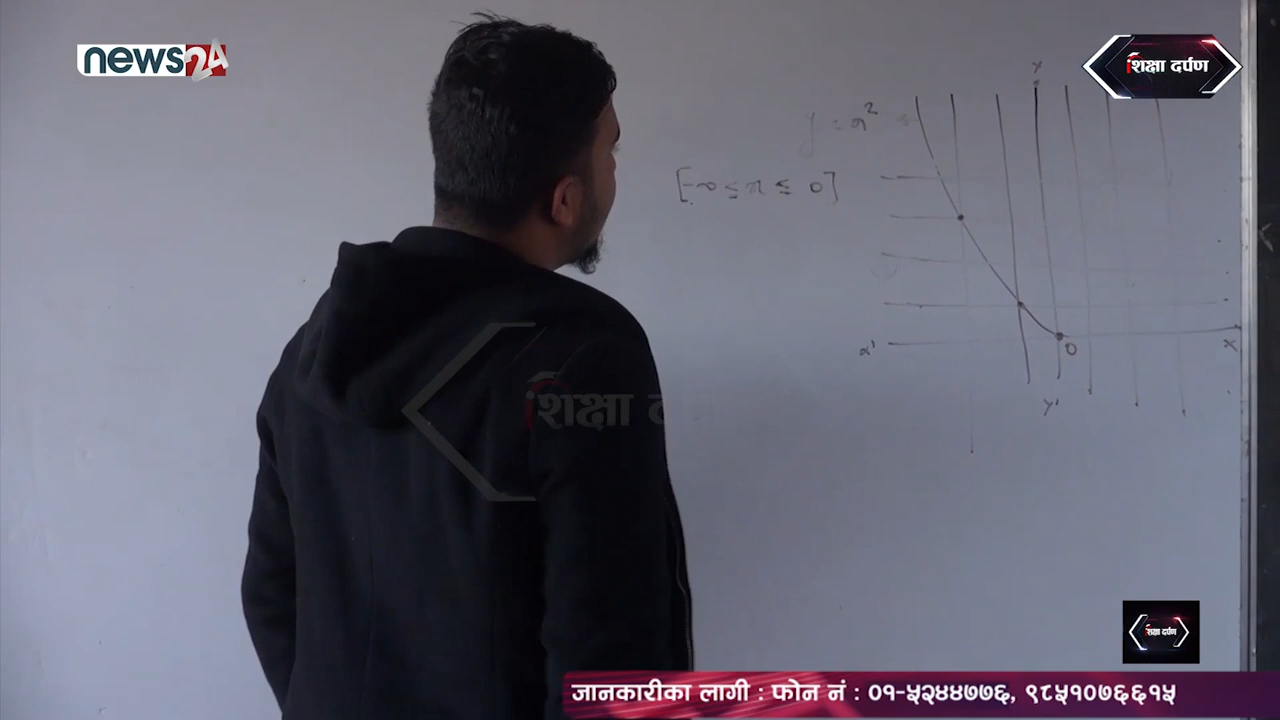 news24
शिक्षा दर्पण
y = x²
[-∞ ≤ x ≤ 0]
x'
O
x
y'
शिक्षा द
शिक्षा दर्पण
जानकारीका लागी : फोन नं : ०१-५२४४७७६, ९८५१०७६६१५